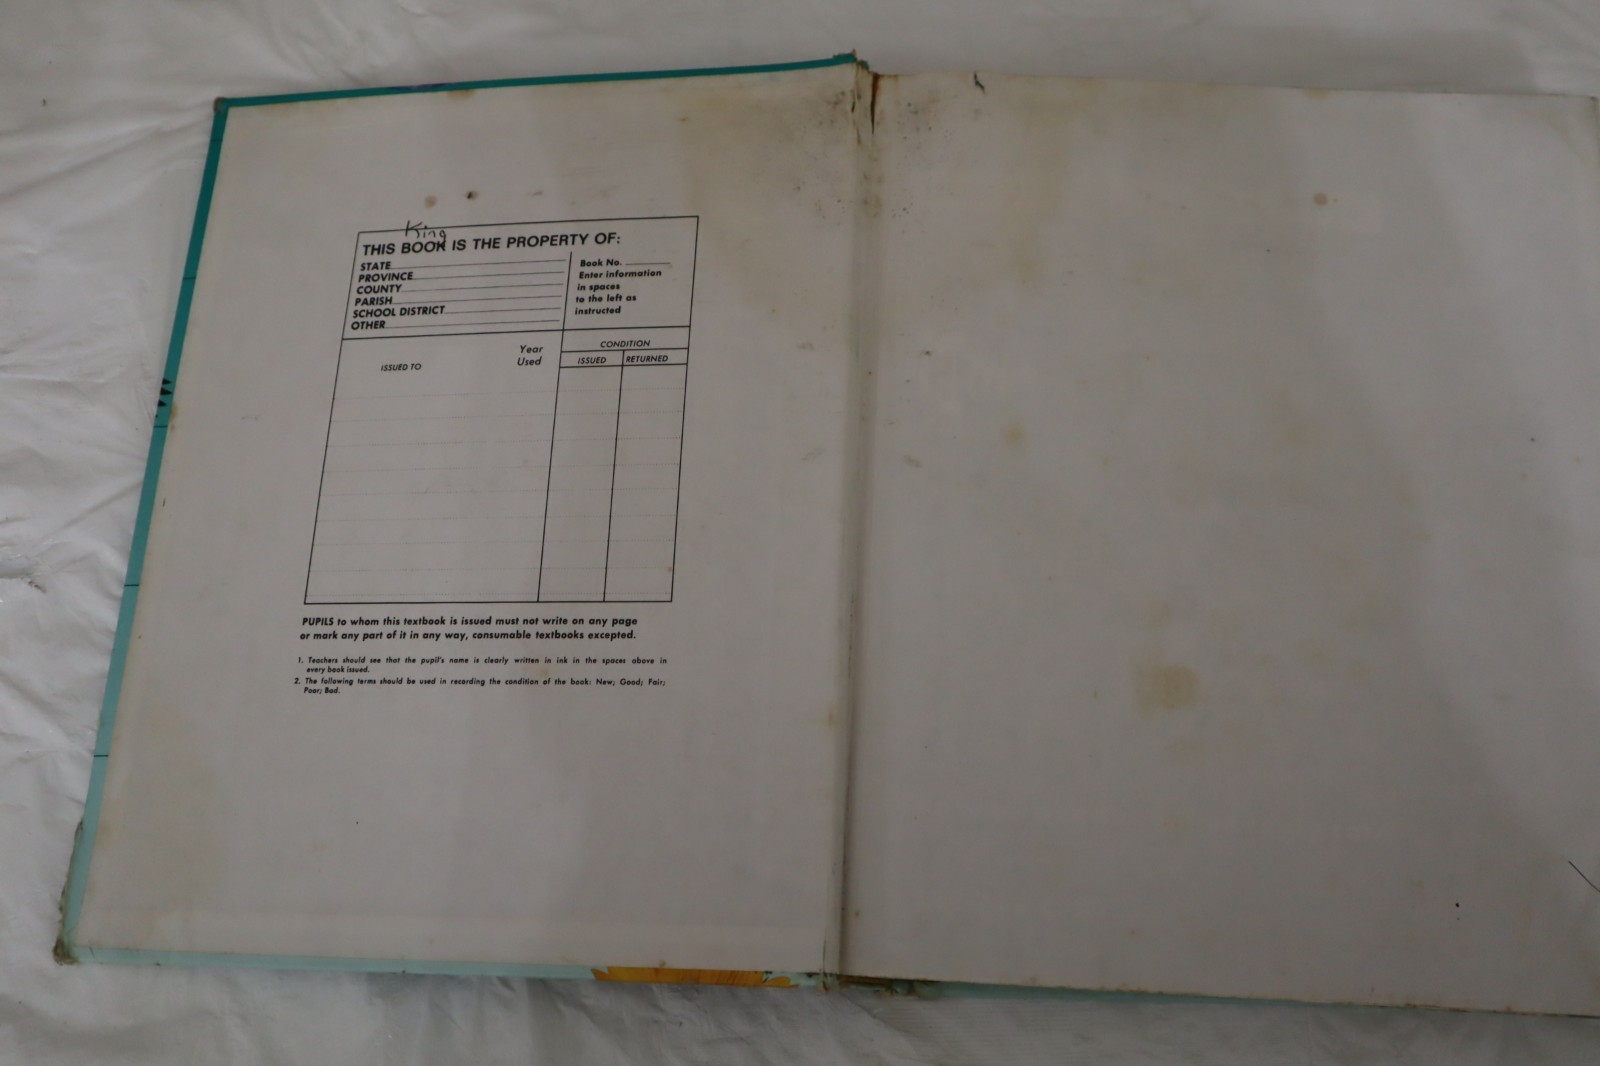 King
THIS BOOK IS THE PROPERTY OF:
STATE
PROVINCE
COUNTY
PARISH
SCHOOL DISTRICT
OTHER
Book No.
Enter information
in spaces
to the left as
instructed
ISSUED TO
Year
Used
CONDITION
ISSUED
RETURNED
PUPILS to whom this textbook is issued must not write on any page
or mark any part of it in any way, consumable textbooks excepted.
1. Teachers should see that the pupil's name is clearly written in ink in the spaces above in
every book issued.
2. The following terms should be used in recording the condition of the book: New; Good; Fair;
Poor; Bad.